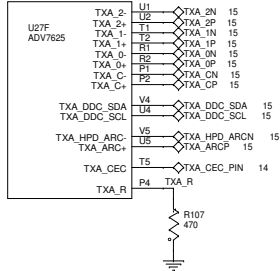 U27F
ADV7625
TXA_2- U1 TXA_2N 15
TXA_2+ U2 TXA_2P 15
TXA_1- T1 TXA_1N 15
TXA_1+ T2 TXA_1P 15
TXA_0- R1 TXA_0N 15
TXA_0+ R2 TXA_0P 15
TXA_C- P1 TXA_CN 15
TXA_C+ P2 TXA_CP 15
TXA_DDC_SDA V4 TXA_DDC_SDA 15
TXA_DDC_SCL U4 TXA_DDC_SCL 15
TXA_HPD_ARC- V5 TXA_HPD_ARCN 15
TXA_ARC+ U5 TXA_ARCP 15
TXA_CEC T5 TXA_CEC_PIN 14
TXA_R P4 TXA_R
R107
470